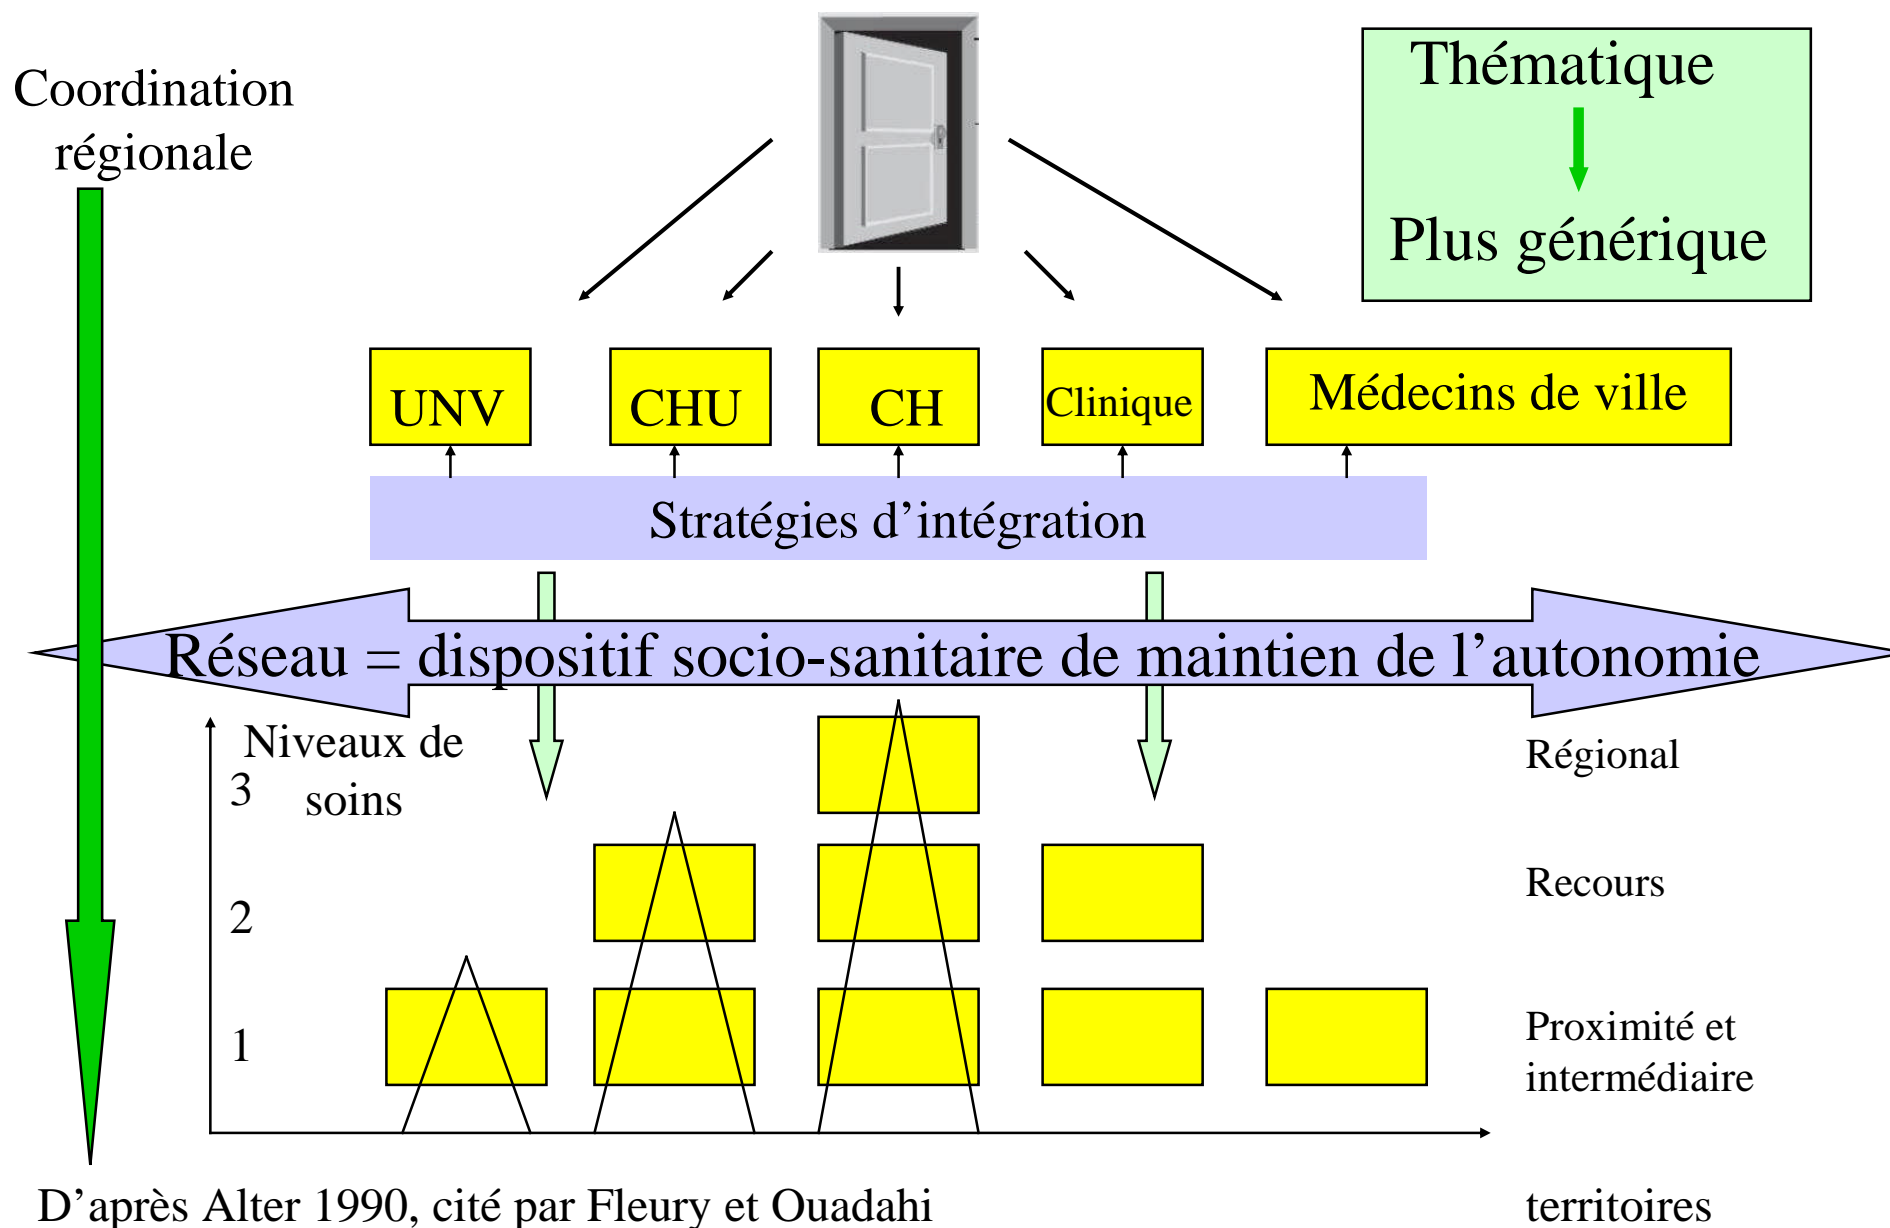 Coordination
régionale
Thématique
Plus générique
UNV
CHU
CH
Clinique
Médecins de ville
Stratégies d’intégration
Réseau = dispositif socio-sanitaire de maintien de l’autonomie
Niveaux de
soins
3
2
1
Régional
Recours
Proximité et
intermédiaire
D’après Alter 1990, cité par Fleury et Ouadahi
territoires